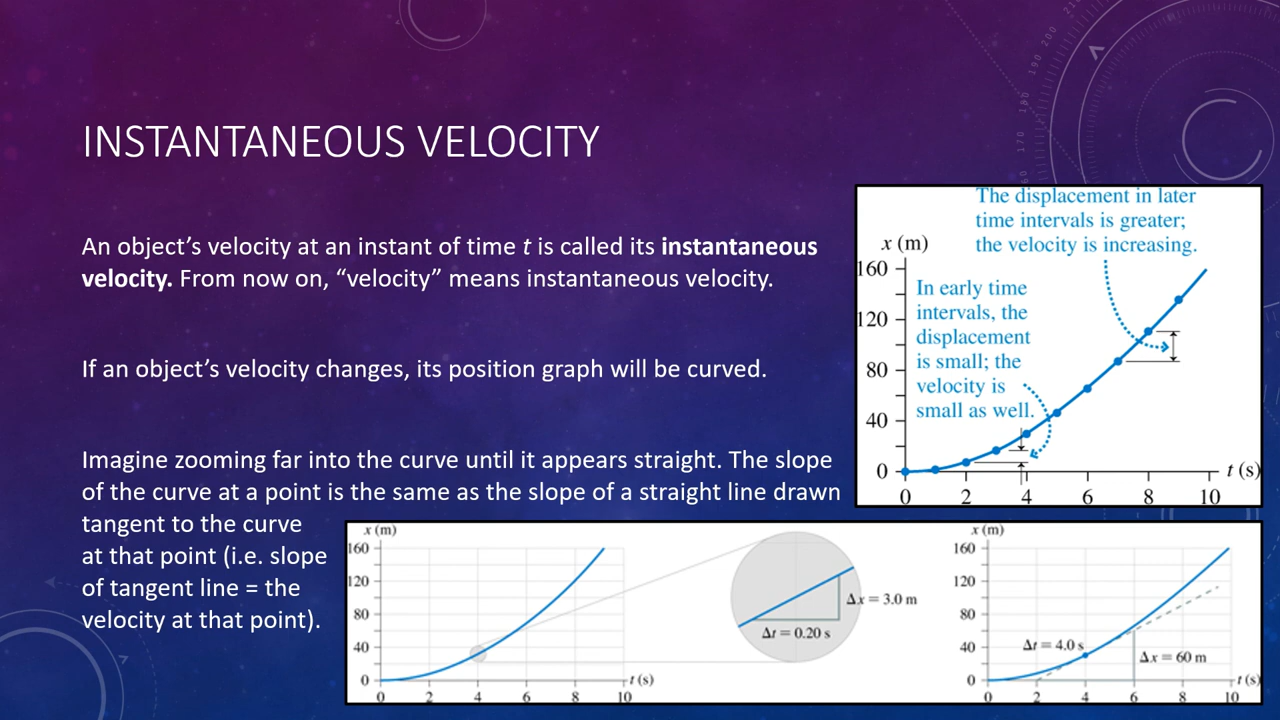 INSTANTANEOUS VELOCITY
An object’s velocity at an instant of time t is called its instantaneous
velocity. From now on, “velocity” means instantaneous velocity.
If an object’s velocity changes, its position graph will be curved.
Imagine zooming far into the curve until it appears straight. The slope
of the curve at a point is the same as the slope of a straight line drawn
tangent to the curve
at that point (i.e. slope
of tangent line = the
velocity at that point).
The displacement in later
time intervals is greater;
the velocity is increasing.
x (m)
In early time
intervals, the
displacement
is small; the
velocity is
small as well.
160
120
80
40
0
0 2 4 6 8 10
t (s)
x (m)
160
120
80
40
0
0 2 4 6 8 10
t (s)
Δx = 3.0 m
Δt = 0.20 s
x (m)
160
120
80
40
0
0 2 4 6 8 10
t (s)
Δt = 4.0 s
Δx = 60 m
210
200
190
180
170
160